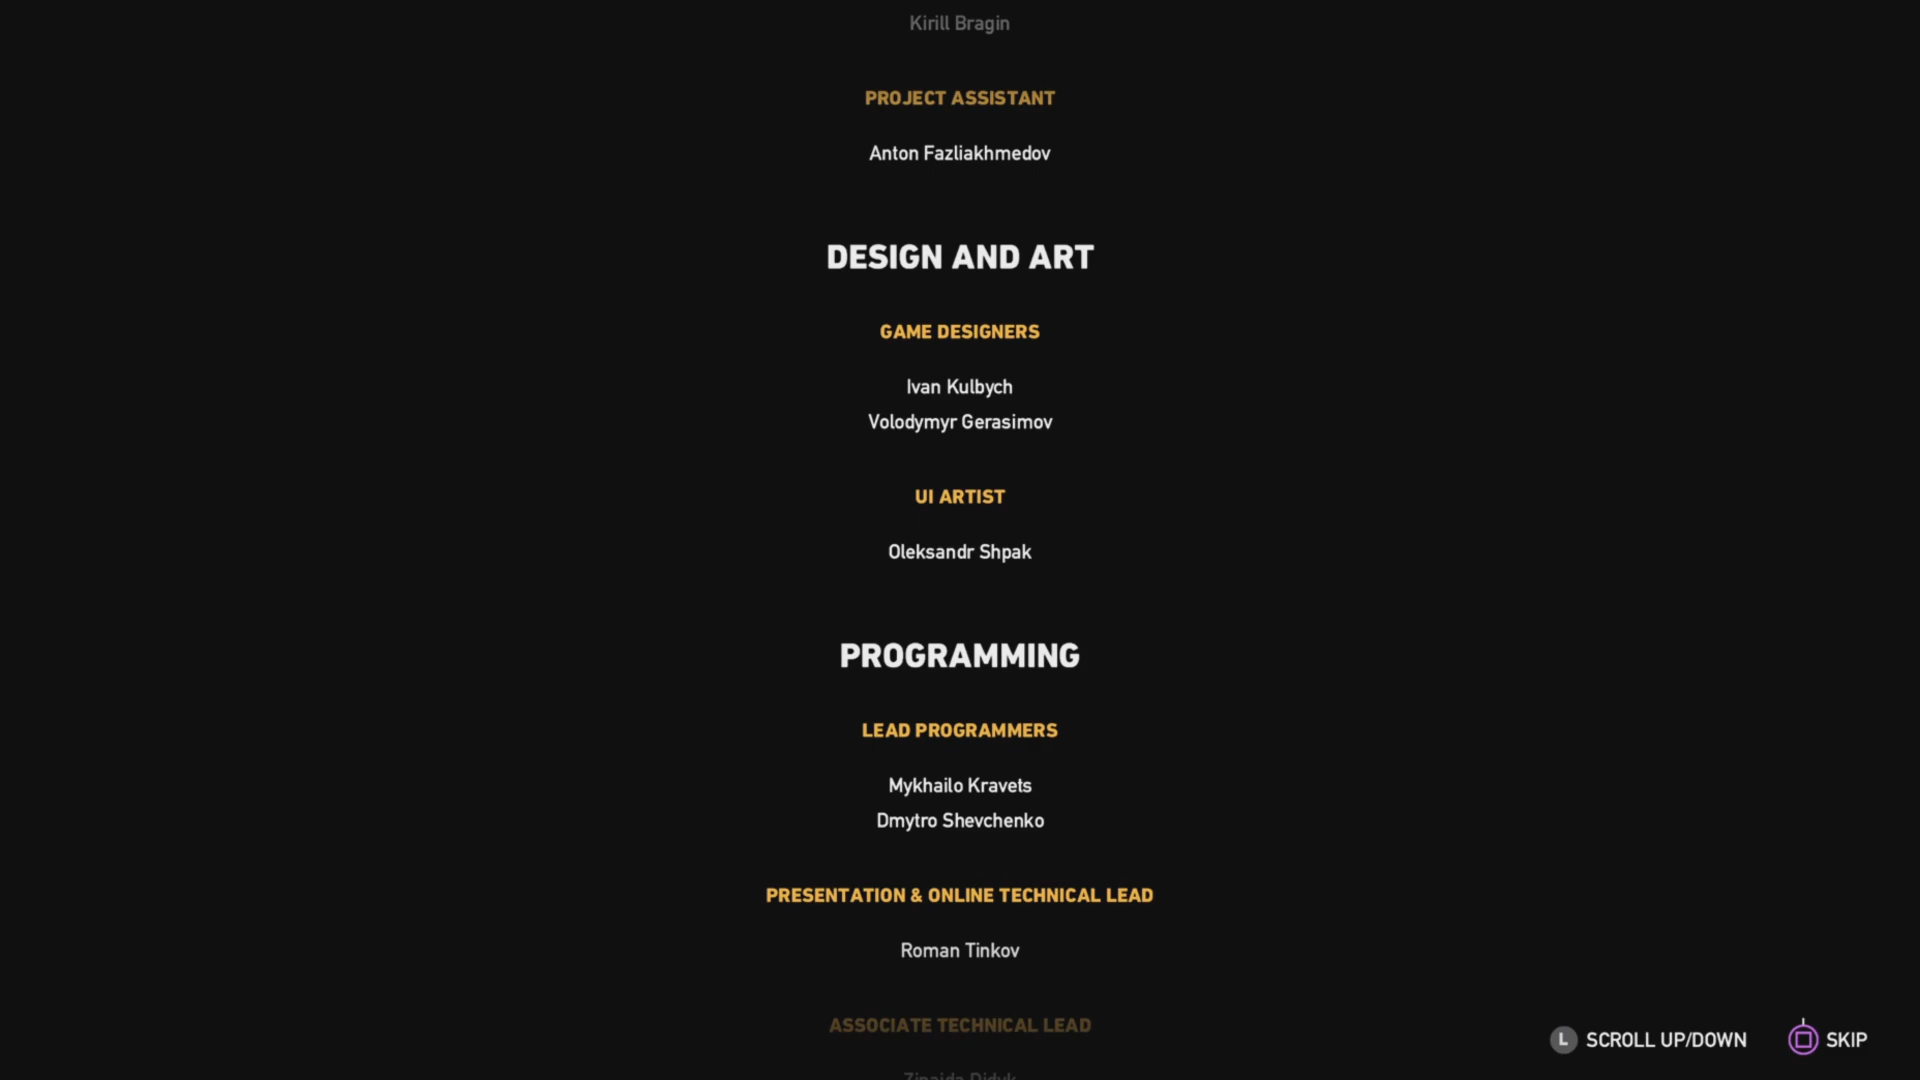 Kirill Bragin
PROJECT ASSISTANT
Anton Fazliakhmedov
DESIGN AND ART
GAME DESIGNERS
Ivan Kulbych
Volodymyr Gerasimov
UI ARTIST
Oleksandr Shpak
PROGRAMMING
LEAD PROGRAMMERS
Mykhailo Kravets
Dmytro Shevchenko
PRESENTATION & ONLINE TECHNICAL LEAD
Roman Tinkov
ASSOCIATE TECHNICAL LEAD
L SCROLL UP/DOWN
SKIP